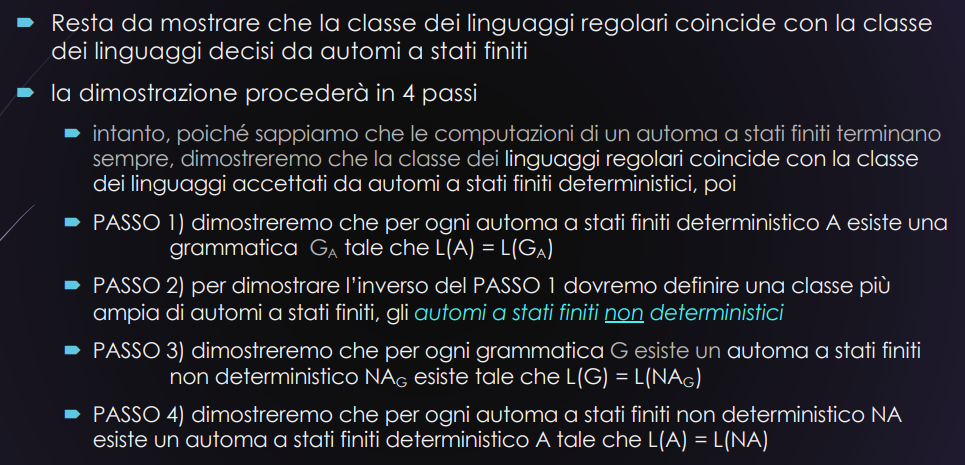 Resta da mostrare che la classe dei linguaggi regolari coincide con la classe
dei linguaggi decisi da automi a stati finiti
la dimostrazione procederà in 4 passi
intanto, poiché sappiamo che le computazioni di un automa a stati finiti terminano
sempre, dimostreremo che la classe dei linguaggi regolari coincide con la classe
dei linguaggi accettati da automi a stati finiti deterministici, poi
PASSO 1) dimostreremo che per ogni automa a stati finiti deterministico A esiste una
grammatica G_A tale che L(A) = L(G_A)
PASSO 2) per dimostrare l'inverso del PASSO 1 dovremo definire una classe più
ampia di automi a stati finiti, gli automi a stati finiti non deterministici
PASSO 3) dimostreremo che per ogni grammatica G esiste un automa a stati finiti
non deterministico NA_G esiste tale che L(G) = L(NA_G)
PASSO 4) dimostreremo che per ogni automa a stati finiti non deterministico NA
esiste un automa a stati finiti deterministico A tale che L(A) = L(NA)